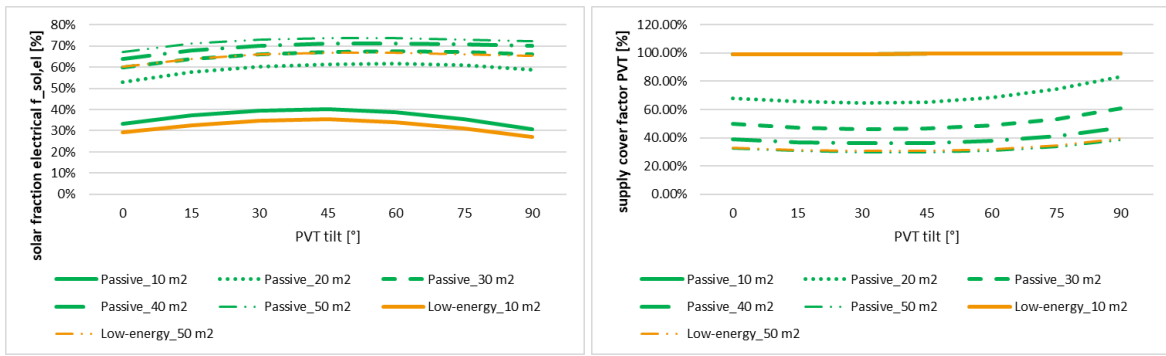 solar fraction electrical f_sol,el [%]
80%
70%
60%
50%
40%
30%
20%
10%
0%
0 15 30 45 60 75 90
PVT tilt [°]
Passive_10 m2 Passive_20 m2 Passive_30 m2
Passive_40 m2 Passive_50 m2 Low-energy_10 m2
Low-energy_50 m2
supply cover factor PVT [%]
120.00%
100.00%
80.00%
60.00%
40.00%
20.00%
0.00%
0 15 30 45 60 75 90
PVT tilt [°]
Passive_10 m2 Passive_20 m2 Passive_30 m2
Passive_40 m2 Passive_50 m2 Low-energy_10 m2
Low-energy_50 m2